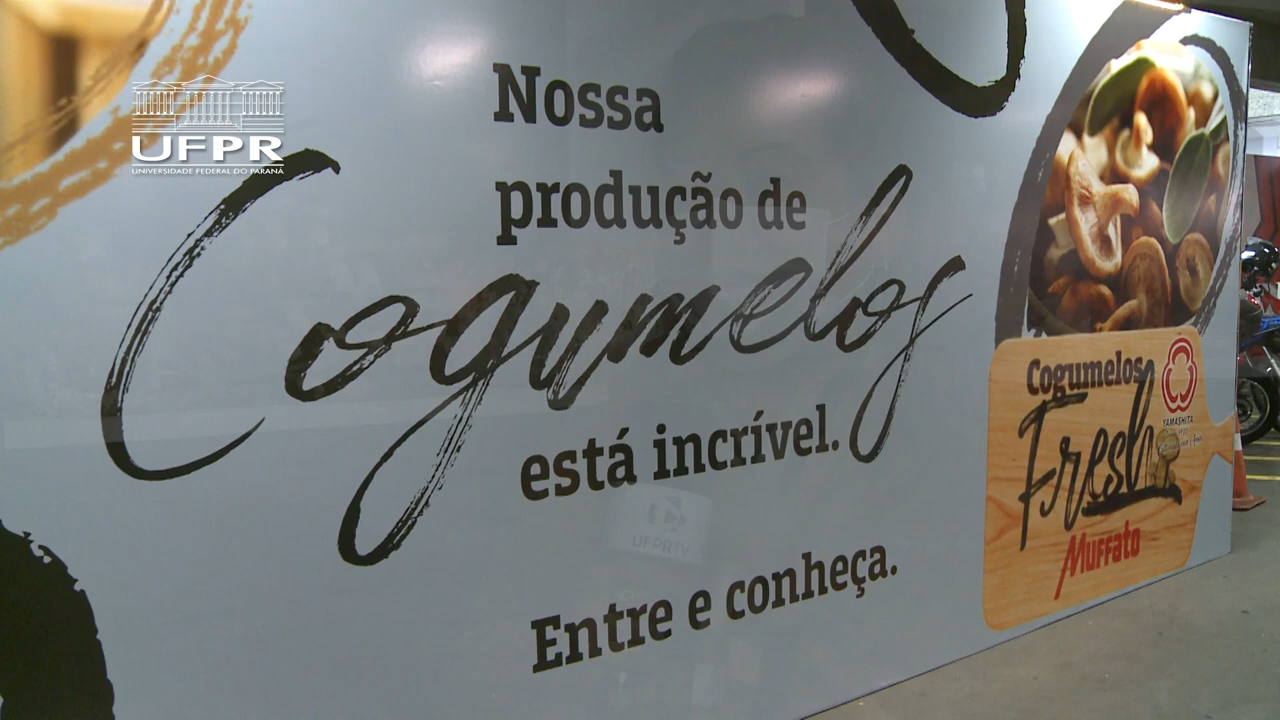 UFPR
UNIVERSIDADE FEDERAL DO PARANÁ
Nossa
produção de
Cogumelos
está incrível.
UFPRTV
Entre e conheça.
Cogumelos
Fresh
YAMASHITA
Muffato